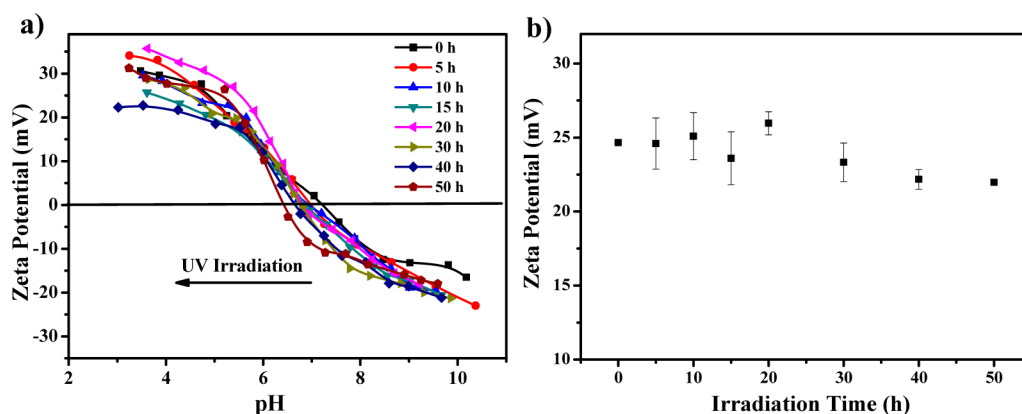 a)
Zeta Potential (mV)
30
20
10
0
-10
-20
-30
2
4
6
8
10
pH
0 h
5 h
10 h
15 h
20 h
30 h
40 h
50 h
UV Irradiation
b)
Zeta Potential (mV)
30
25
20
15
10
0
10
20
30
40
50
Irradiation Time (h)